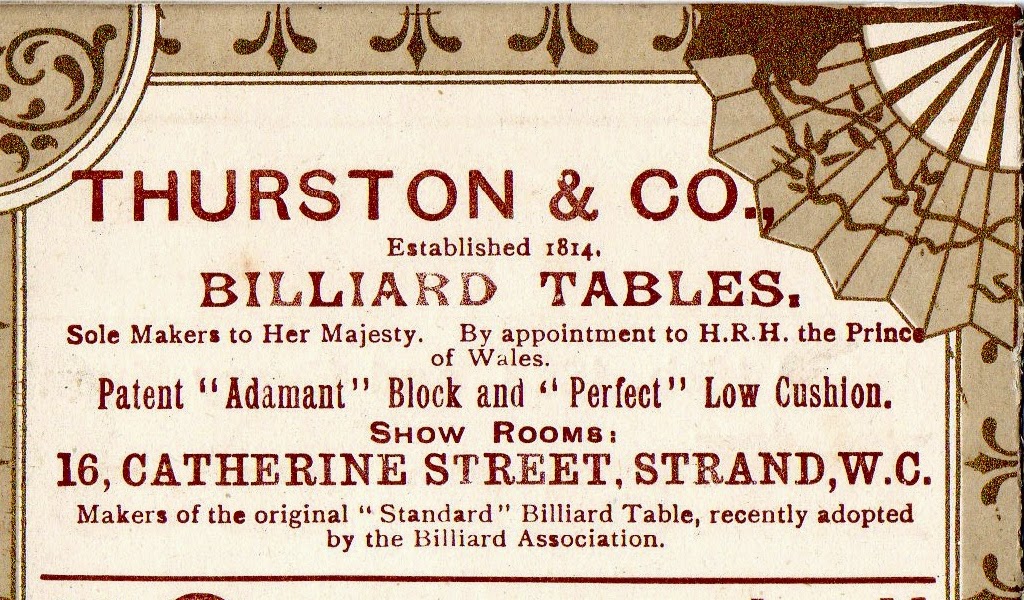 THURSTON & CO.,
Established 1814.
BILLIARD TABLES.
Sole Makers to Her Majesty. By appointment to H.R.H. the Prince
of Wales.
Patent "Adamant" Block and "Perfect" Low Cushion.
SHOW ROOMS:
16, CATHERINE STREET, STRAND, W.C.
Makers of the original "Standard" Billiard Table, recently adopted
by the Billiard Association.